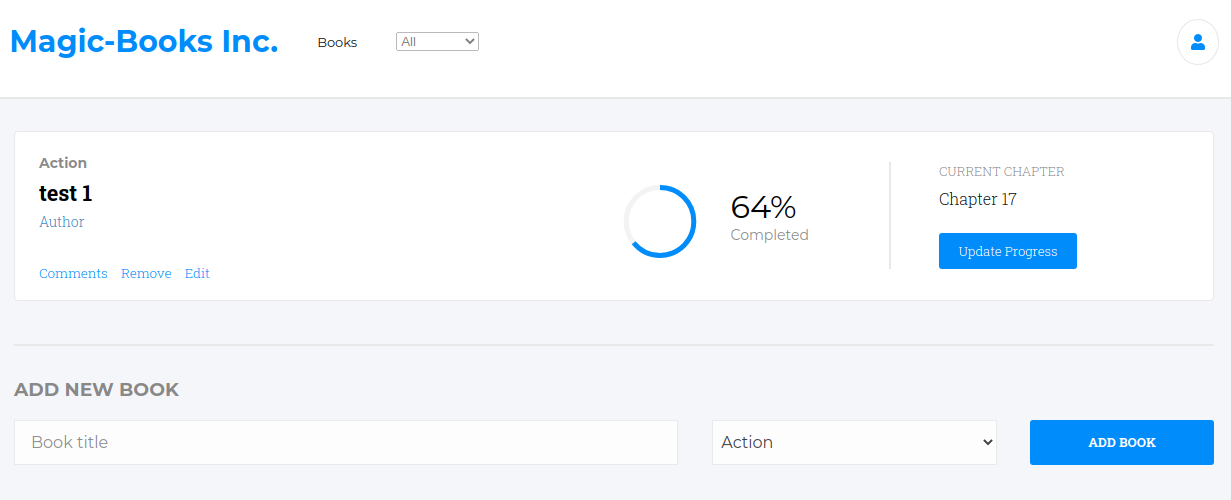 Magic-Books Inc.
Books
All
Action
test 1
Author
Comments Remove Edit
64%
Completed
CURRENT CHAPTER
Chapter 17
Update Progress
ADD NEW BOOK
Book title
Action
ADD BOOK